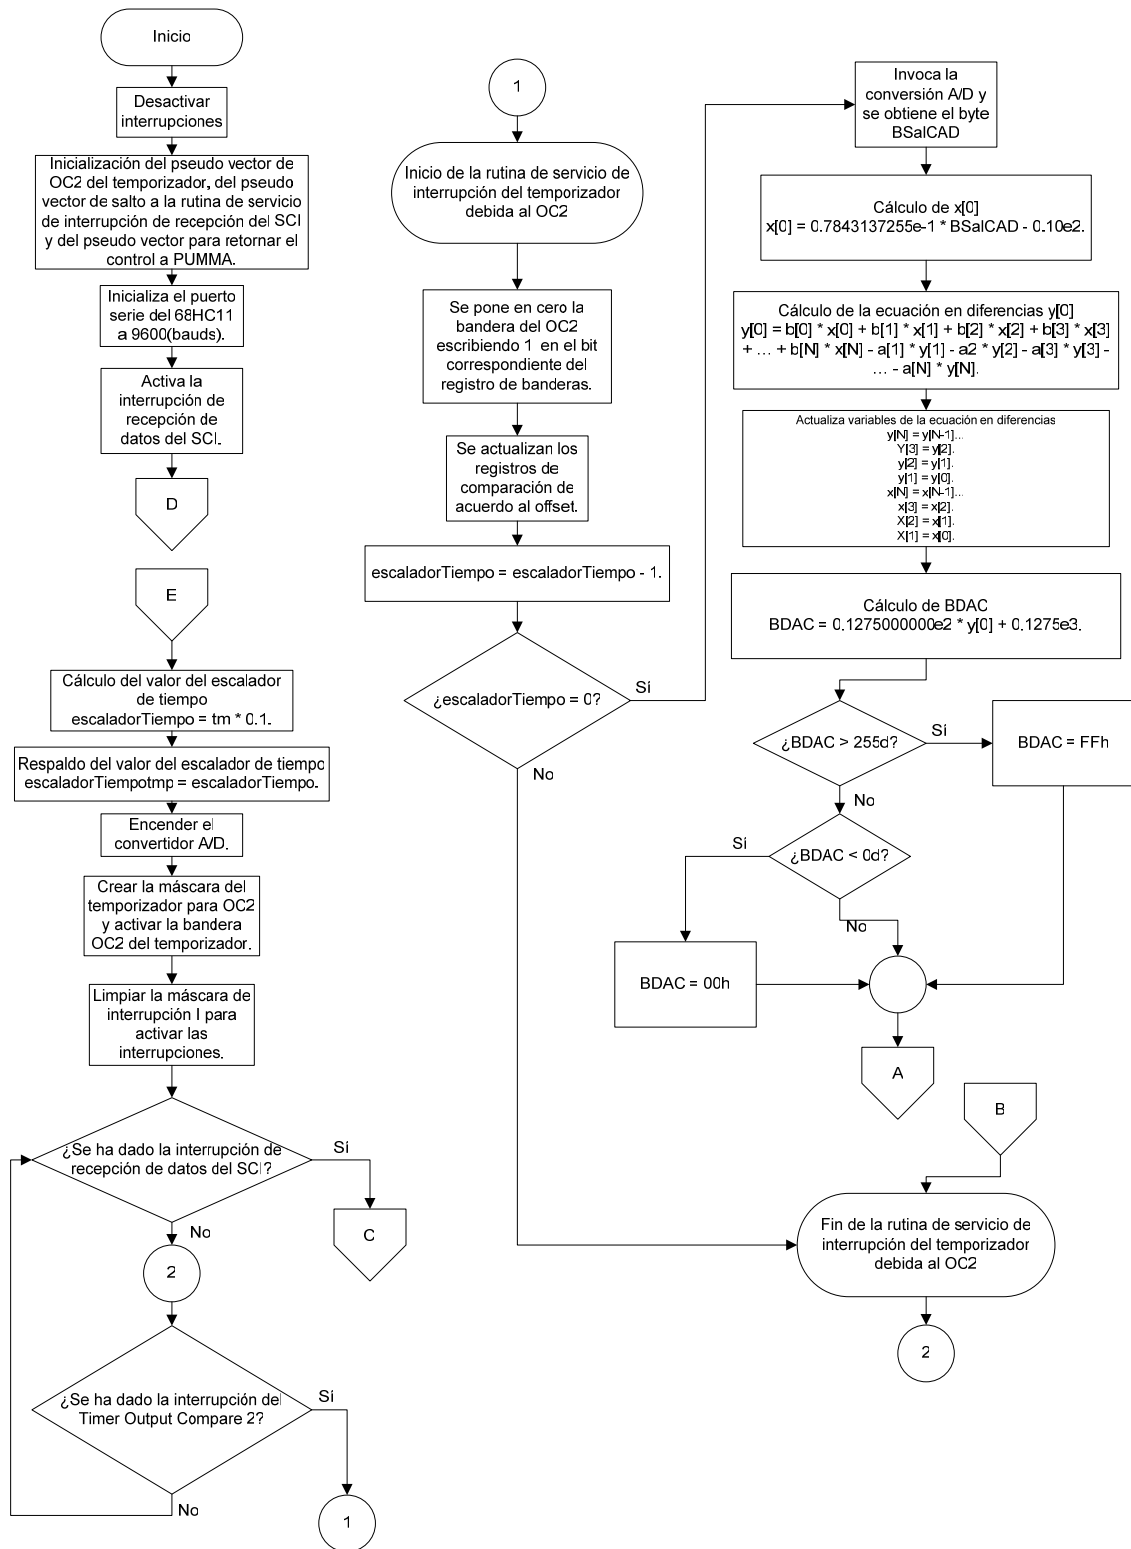 Inicio
Desactivar
interrupciones
Inicialización del pseudo vector de
OC2 del temporizador, del pseudo
vector de salto a la rutina de servicio
de interrupción de recepción del SCI
y del pseudo vector para retornar el
control a PUMMA.
Inicializa el puerto
serie del 68HC11
a 9600(bauds).
Activa la
interrupción de
recepción de
datos del SCI.
D
E
Cálculo del valor del escalador
de tiempo
escaladorTiempo = tm * 0.1.
Respaldo del valor del escalador de tiempo
escaladorTiempotmp = escaladorTiempo.
Encender el
convertidor A/D.
Crear la máscara del
temporizador para OC2
y activar la bandera
OC2 del temporizador.
Limpiar la máscara de
interrupción I para
activar las
interrupciones.
¿Se ha dado la interrupción de
recepción de datos del SCI?
Sí
C
No
2
¿Se ha dado la interrupción del
Timer Output Compare 2?
Sí
No
1
1
Inicio de la rutina de servicio de
interrupción del temporizador
debida al OC2
Se pone en cero la
bandera del OC2
escribiendo 1 en el bit
correspondiente del
registro de banderas.
Se actualizan los
registros de
comparación de
acuerdo al offset.
escaladorTiempo = escaladorTiempo - 1.
¿escaladorTiempo = 0?
Sí
No
Invoca la
conversión A/D y
se obtiene el byte
BSalCAD
Cálculo de x[0]
x[0] = 0.7843137255e-1 * BSalCAD - 0.10e2.
Cálculo de la ecuación en diferencias y[0]
y[0] = b[0] * x[0] + b[1] * x[1] + b[2] * x[2] + b[3] * x[3]
+ ... + b[N] * x[N] - a[1] * y[1] - a2 * y[2] - a[3] * y[3] -
... - a[N] * y[N].
Actualiza variables de la ecuación en diferencias
y[N] = y[N-1]...
Y[3] = y[2].
y[2] = y[1].
y[1] = y[0].
x[N] = x[N-1]...
x[3] = x[2].
X[2] = x[1].
X[1] = x[0].
Cálculo de BDAC
BDAC = 0.1275000000e2 * y[0] + 0.1275e3.
¿BDAC > 255d?
Sí
BDAC = FFh
No
¿BDAC < 0d?
Sí
No
BDAC = 00h
A
B
Fin de la rutina de servicio de
interrupción del temporizador
debida al OC2
2